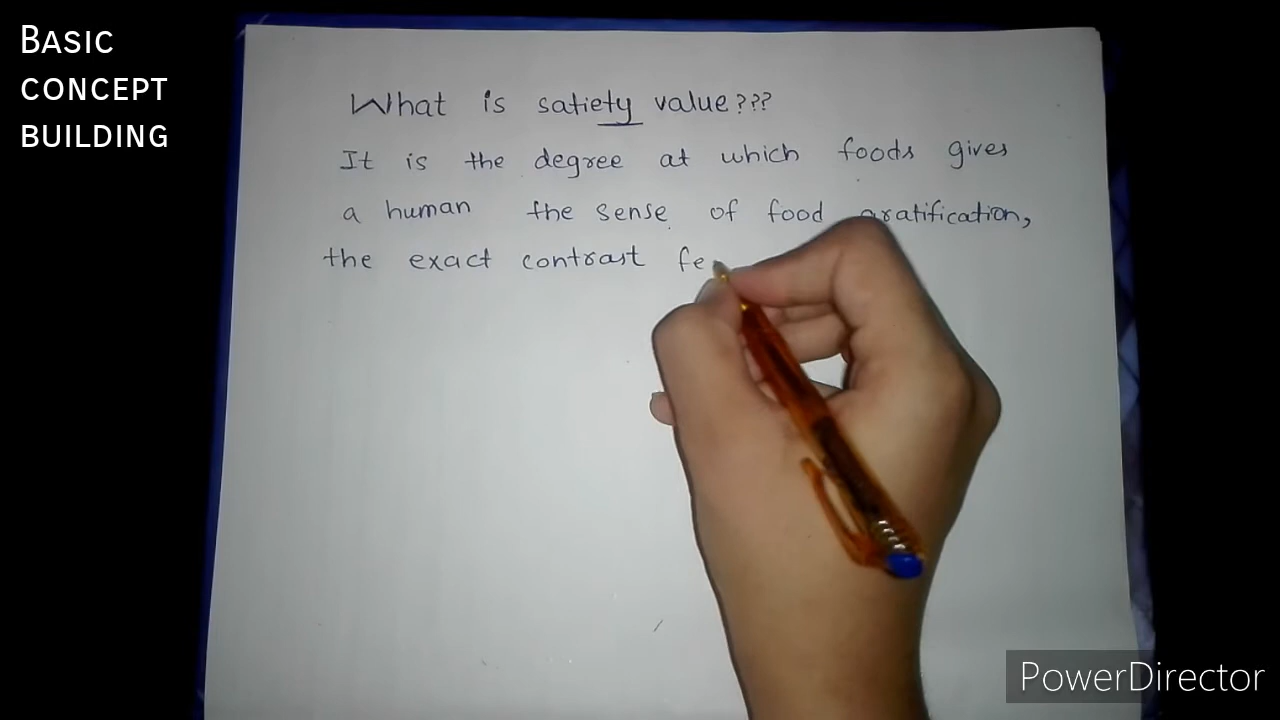 BASIC
CONCEPT
BUILDING
What is satiety value???
It is the degree at which foods gives
a human the sense of food gratification,
the exact contrast fe
PowerDirector